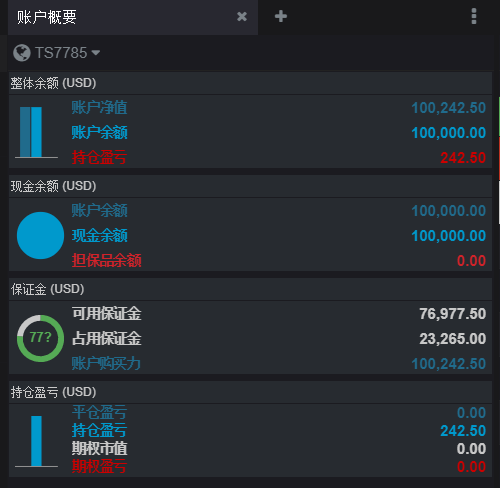 账户概要
TS7785
整体余额 (USD)
账户净值 100,242.50
账户余额 100,000.00
持仓盈亏 242.50
现金余额 (USD)
账户余额 100,000.00
现金余额 100,000.00
担保品余额 0.00
保证金 (USD)
可用保证金 76,977.50
77?
占用保证金 23,265.00
账户购买力 100,242.50
持仓盈亏 (USD)
平仓盈亏 0.00
持仓盈亏 242.50
期权市值 0.00
期权盈亏 0.00